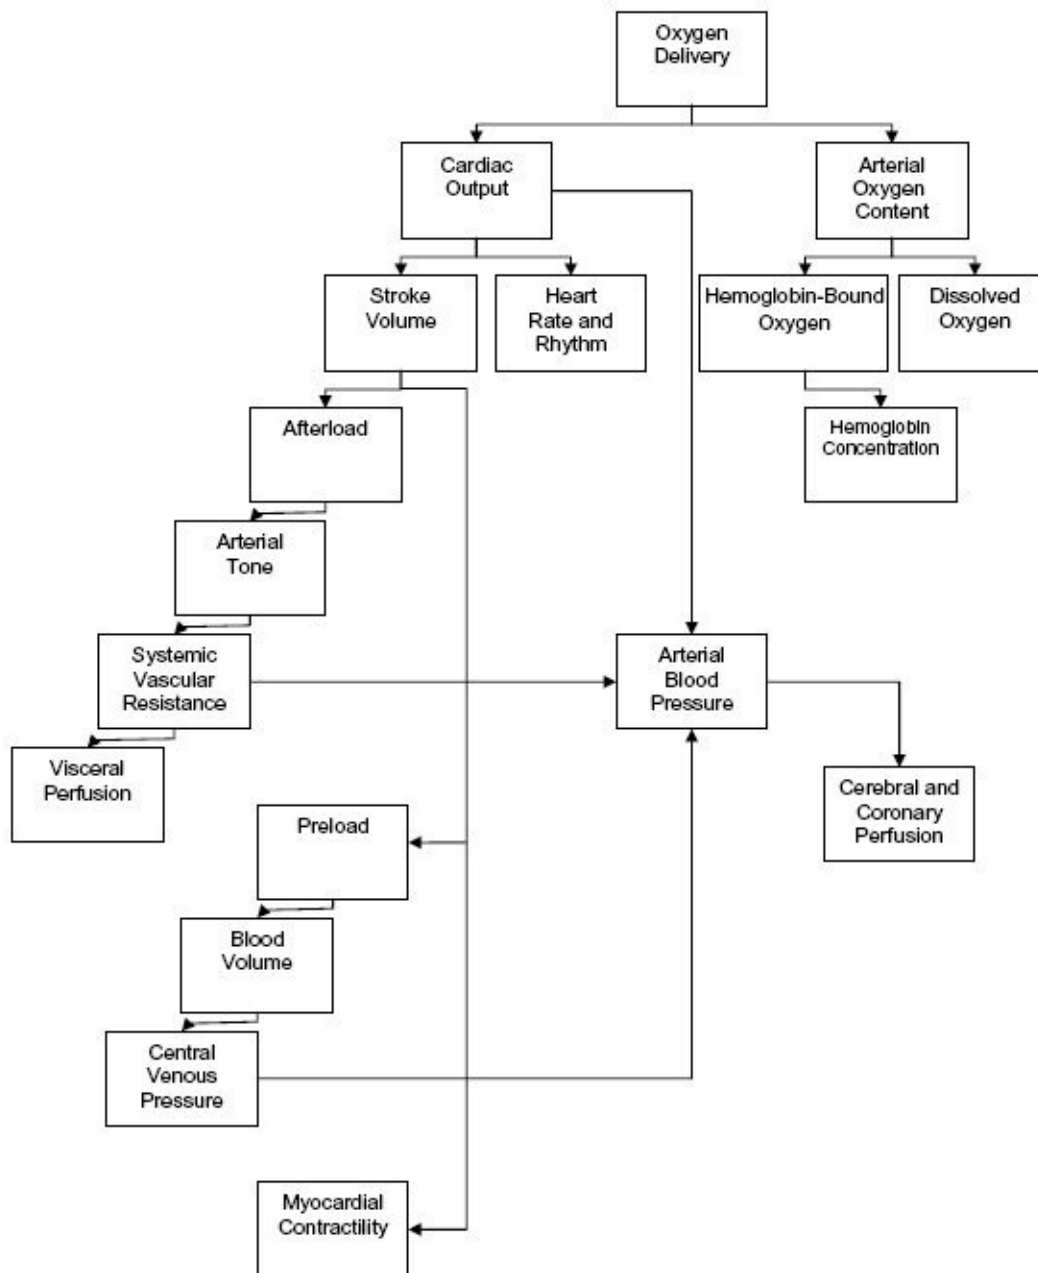 Oxygen
Delivery
Cardiac
Output
Arterial
Oxygen
Content
Stroke
Volume
Heart
Rate and
Rhythm
Hemoglobin-Bound
Oxygen
Dissolved
Oxygen
Afterload
Hemoglobin
Concentration
Arterial
Tone
Systemic
Vascular
Resistance
Arterial
Blood
Pressure
Visceral
Perfusion
Cerebral and
Coronary
Perfusion
Preload
Blood
Volume
Central
Venous
Pressure
Myocardial
Contractility